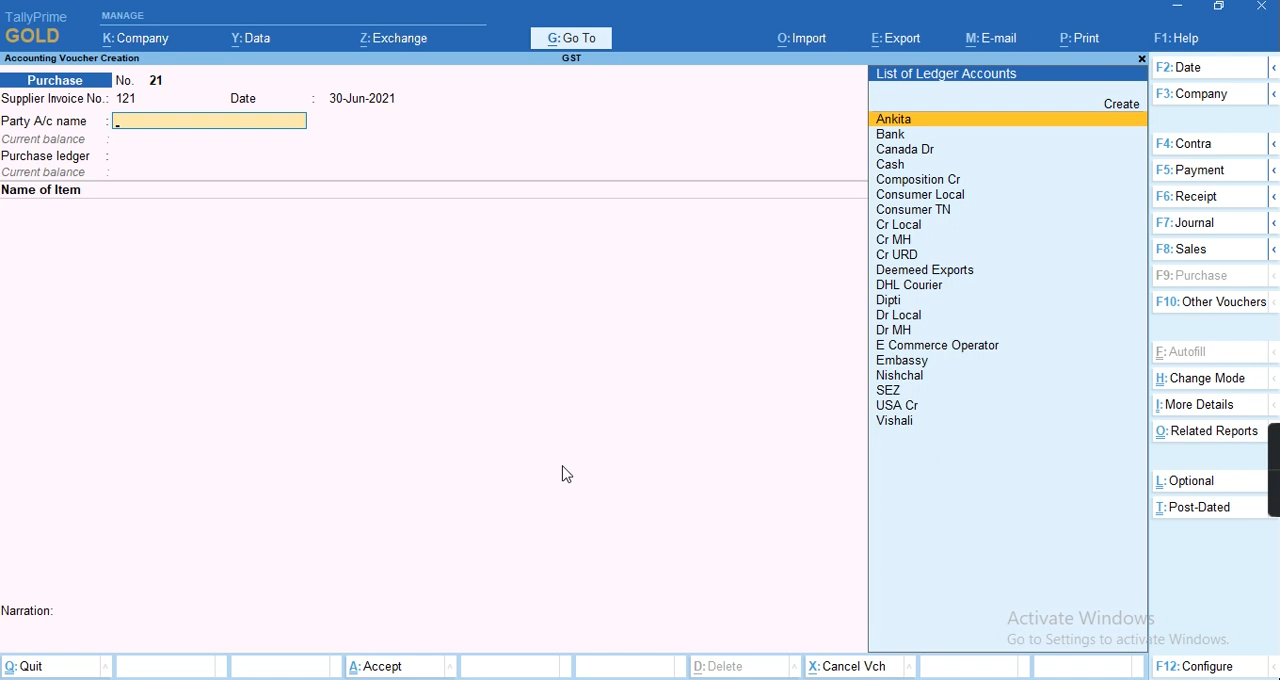 TallyPrime
GOLD
MANAGE
K: Company
Y: Data
Z: Exchange
G: Go To
O: Import
E: Export
M: E-mail
P: Print
F1: Help
Accounting Voucher Creation
GST
Purchase No. 21
Supplier Invoice No.: 121
Date : 30-Jun-2021
Party A/c name :
Current balance :
Purchase ledger :
Current balance :
Name of Item
Narration:
List of Ledger Accounts
Create
Ankita
Bank
Canada Dr
Cash
Composition Cr
Consumer Local
Consumer TN
Cr Local
Cr MH
Cr URD
Deemeed Exports
DHL Courier
Dipti
Dr Local
Dr MH
E Commerce Operator
Embassy
Nishchal
SEZ
USA Cr
Vishali
F2: Date
F3: Company
F4: Contra
F5: Payment
F6: Receipt
F7: Journal
F8: Sales
F9: Purchase
F10: Other Vouchers
F: Autofill
H: Change Mode
I: More Details
O: Related Reports
L: Optional
T: Post-Dated
Activate Windows
Go to Settings to activate Windows.
Q: Quit
A: Accept
D: Delete
X: Cancel Vch
F12: Configure